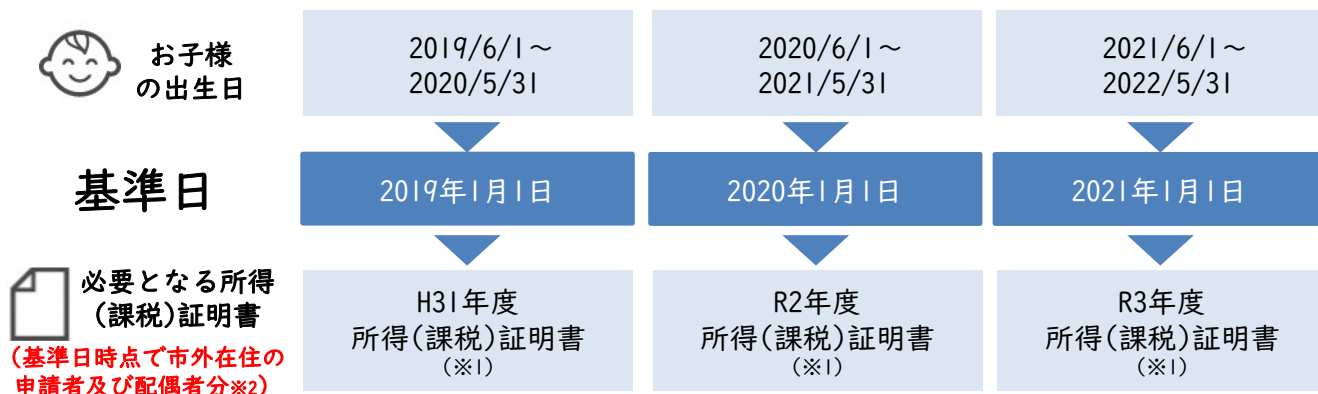 お子様
の出生日
2019/6/1～
2020/5/31
2020/6/1～
2021/5/31
2021/6/1～
2022/5/31
基準日
2019年1月1日
2020年1月1日
2021年1月1日
必要となる所得
(課税)証明書
(基準日時点で市外在住の
申請者及び配偶者分※2)
H31年度
所得(課税)証明書
(※1)
R2年度
所得(課税)証明書
(※1)
R3年度
所得(課税)証明書
(※1)